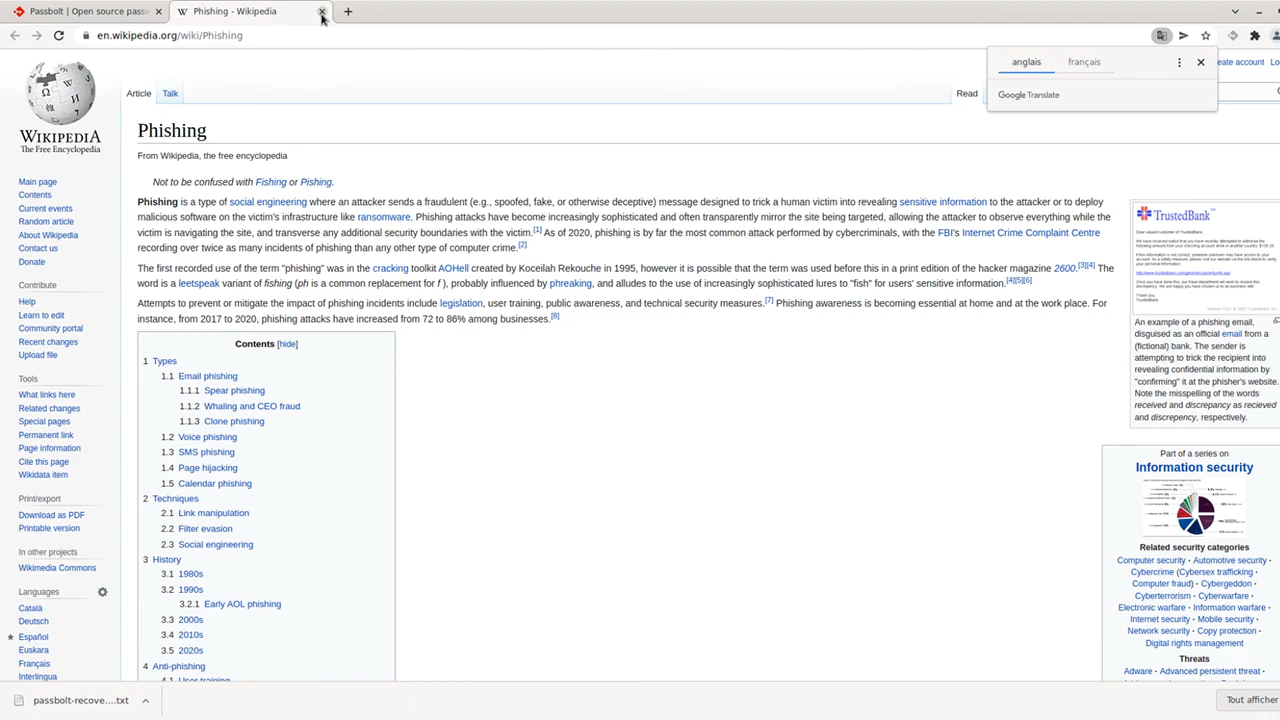 Passbolt | Open source passw
Phishing - Wikipedia
en.wikipedia.org/wiki/Phishing
anglais
français
Google Translate
WIKIPEDIA
The Free Encyclopedia
Article
Talk
Read
eate account
Lo
Phishing
From Wikipedia, the free encyclopedia
Not to be confused with Fishing or Pishing.
Phishing is a type of social engineering where an attacker sends a fraudulent (e.g., spoofed, fake, or otherwise deceptive) message designed to trick a human victim into revealing sensitive information to the attacker or to deploy
malicious software on the victim's infrastructure like ransomware. Phishing attacks have become increasingly sophisticated and often transparently mirror the site being targeted, allowing the attacker to observe everything while the
victim is navigating the site, and transverse any additional security boundaries with the victim.[1] As of 2020, phishing is by far the most common attack performed by cybercriminals, with the FBI's Internet Crime Complaint Centre
recording over twice as many incidents of phishing than any other type of computer crime.[2]
The first recorded use of the term "phishing" was in the cracking toolkit AOHell created by Koceilah Rekouche in 1995, however it is possible that the term was used before this in a print edition of the hacker magazine 2600.[3][4] The
word is a leetspeak variant of fishing (ph is a common replacement for f ), probably influenced by phreaking, and alludes to the use of increasingly sophisticated lures to "fish" for users' sensitive information.[4][5][6]
Attempts to prevent or mitigate the impact of phishing incidents include legislation, user training, public awareness, and technical security measures.[7] Phishing awareness is becoming essential at home and at the work place. For
instance, from 2017 to 2020, phishing attacks have increased from 72 to 86% among businesses.[8]
Main page
Contents
Current events
Random article
About Wikipedia
Contact us
Donate
Contribute
Help
Learn to edit
Community portal
Recent changes
Upload file
Tools
What links here
Related changes
Special pages
Permanent link
Page information
Cite this page
Wikidata item
Print/export
Download as PDF
Printable version
In other projects
Wikimedia Commons
Languages
Català
Deutsch
Español
Euskara
Français
Interlingua
Contents [hide]
1 Types
1.1 Email phishing
1.1.1 Spear phishing
1.1.2 Whaling and CEO fraud
1.1.3 Clone phishing
1.2 Voice phishing
1.3 SMS phishing
1.4 Page hijacking
1.5 Calendar phishing
2 Techniques
2.1 Link manipulation
2.2 Filter evasion
2.3 Social engineering
3 History
3.1 1980s
3.2 1990s
3.2.1 Early AOL phishing
3.3 2000s
3.4 2010s
3.5 2020s
4 Anti-phishing
4.1 User training
TrustedBank
An example of a phishing email,
disguised as an official email from a
(fictional) bank. The sender is
attempting to trick the recipient into
revealing confidential information by
"confirming" it at the phisher's website.
Note the misspelling of the words
received and discrepancy as recieved
and discrepency, respectively.
Part of a series on
Information security
Related security categories
Computer security · Automotive security ·
Cybercrime (Cybersex trafficking ·
Computer fraud) · Cybergeddon ·
Cyberterrorism · Cyberwarfare ·
Electronic warfare · Information warfare ·
Internet security · Mobile security ·
Network security · Copy protection ·
Digital rights management
Threats
Adware · Advanced persistent threat ·
passbolt-recove....txt
Tout afficher